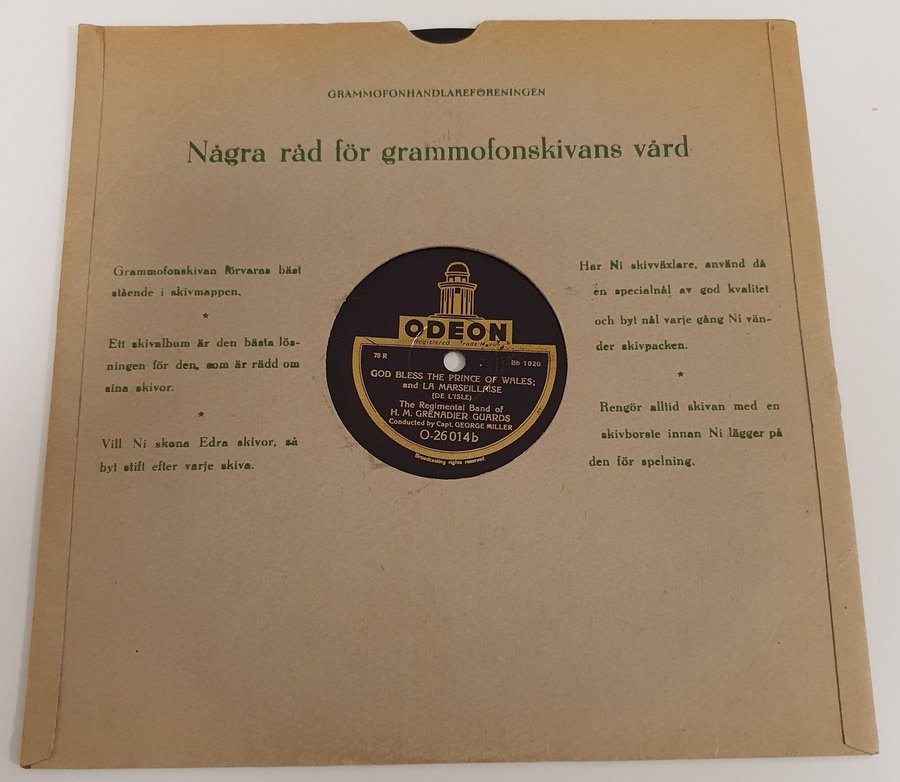 GRAMMOFONHANDLAREFÖRENINGEN
Några råd för grammofonskivans vård
Grammofonskivan förvaras bäst
stående i skivmappen.
★
Ett skivalbum är den bästa lös-
ningen för den, som är rädd om
sina skivor.
★
Vill Ni skona Edra skivor, så
byt stift efter varje skiva.
ODEON
Registered Trade Mark
78 R
Bb 1020
GOD BLESS THE PRINCE OF WALES;
and LA MARSEILLAISE
(DE L'ISLE)
The Regimental Band of
H. M. GRENADIER GUARDS
Conducted by Capt. GEORGE MILLER
O-26014b
Broadcasting rights reserved.
Har Ni skivväxlare, använd då
en specialnål av god kvalitet
och byt nål varje gång Ni vän-
der skivpacken.
★
Rengör alltid skivan med en
skivborste innan Ni lägger på
den för spelning.